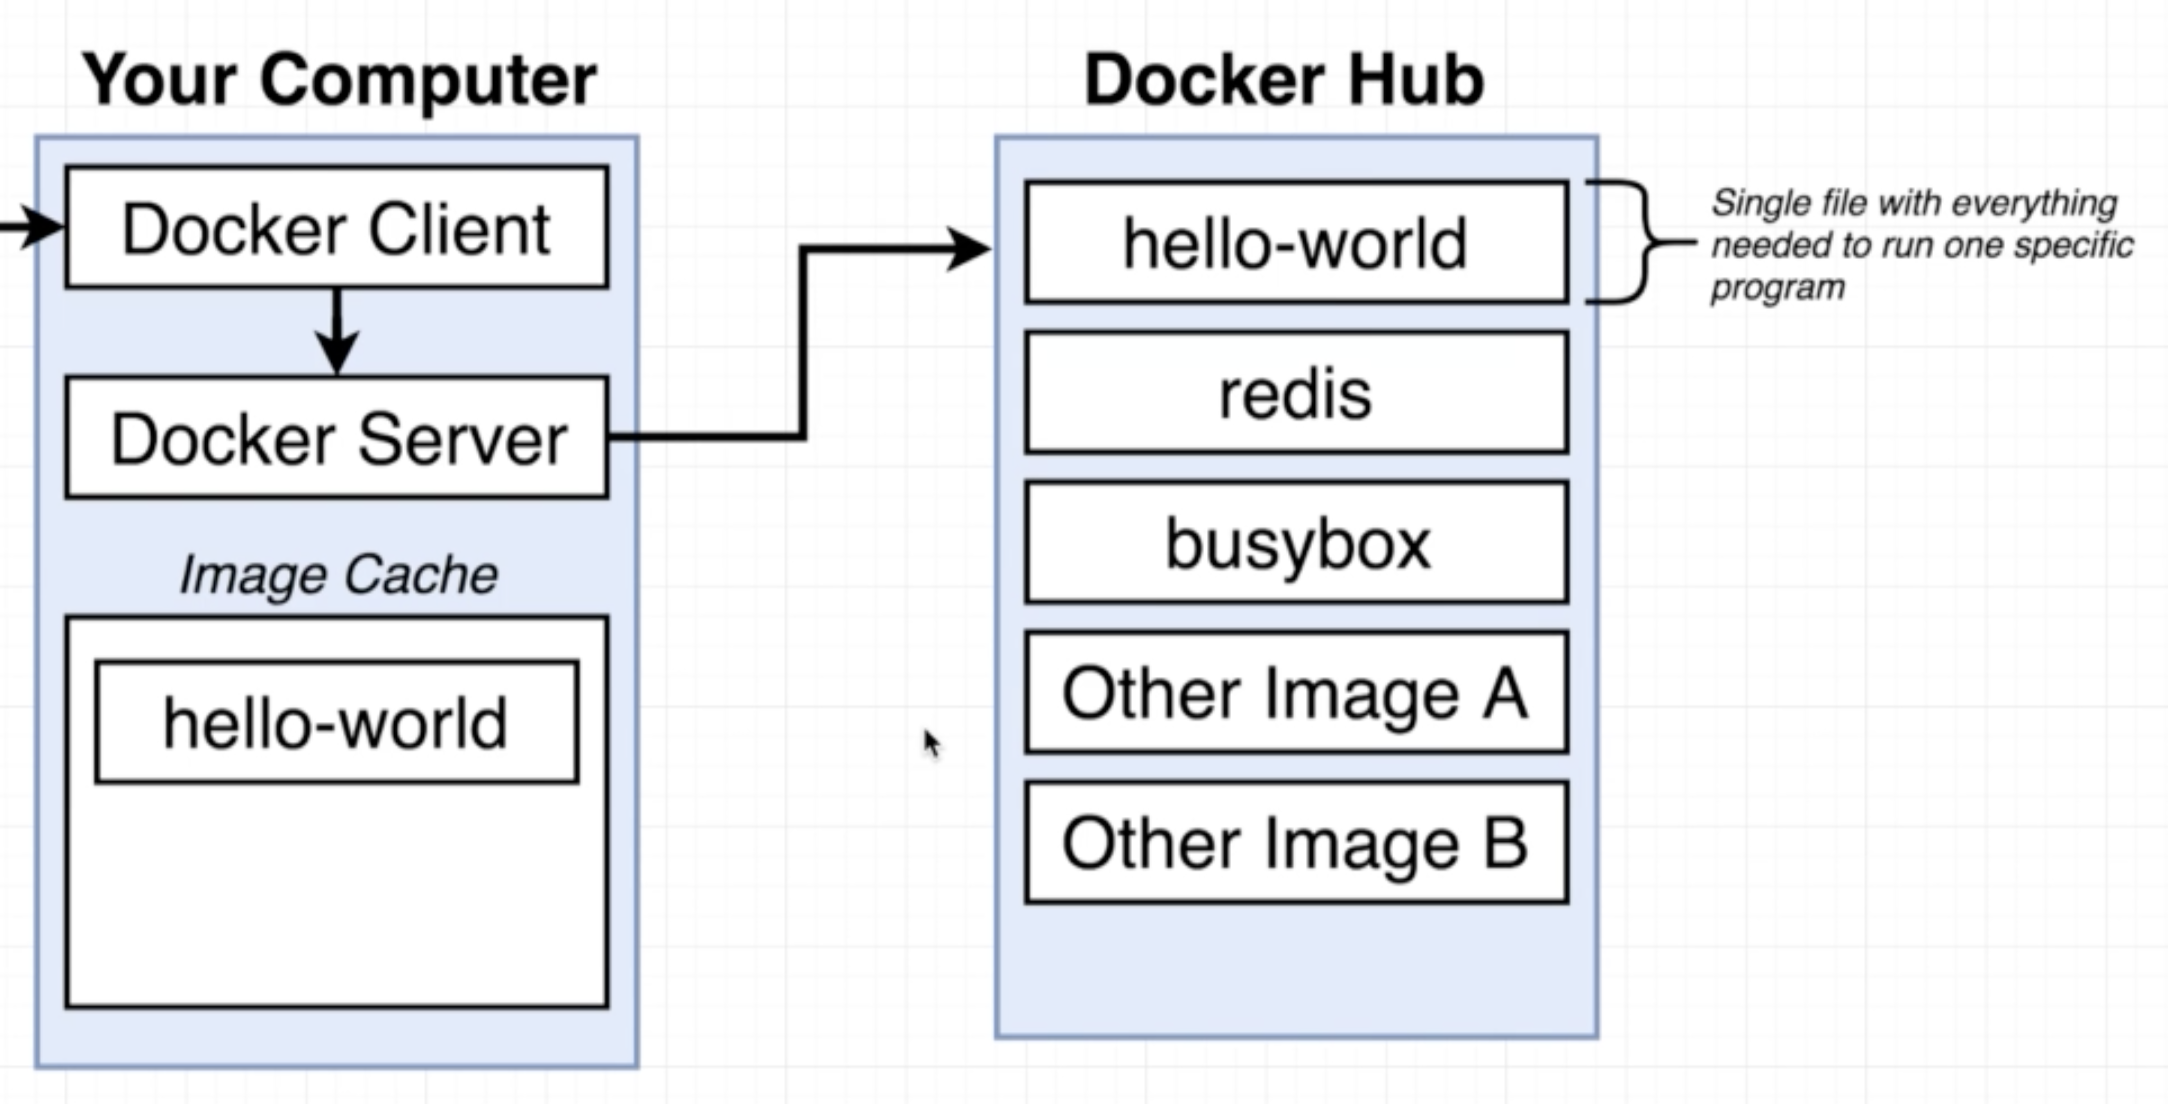 Your Computer
Docker Client
Docker Server
Image Cache
hello-world
Docker Hub
hello-world
redis
busybox
Other Image A
Other Image B
Single file with everything
needed to run one specific
program